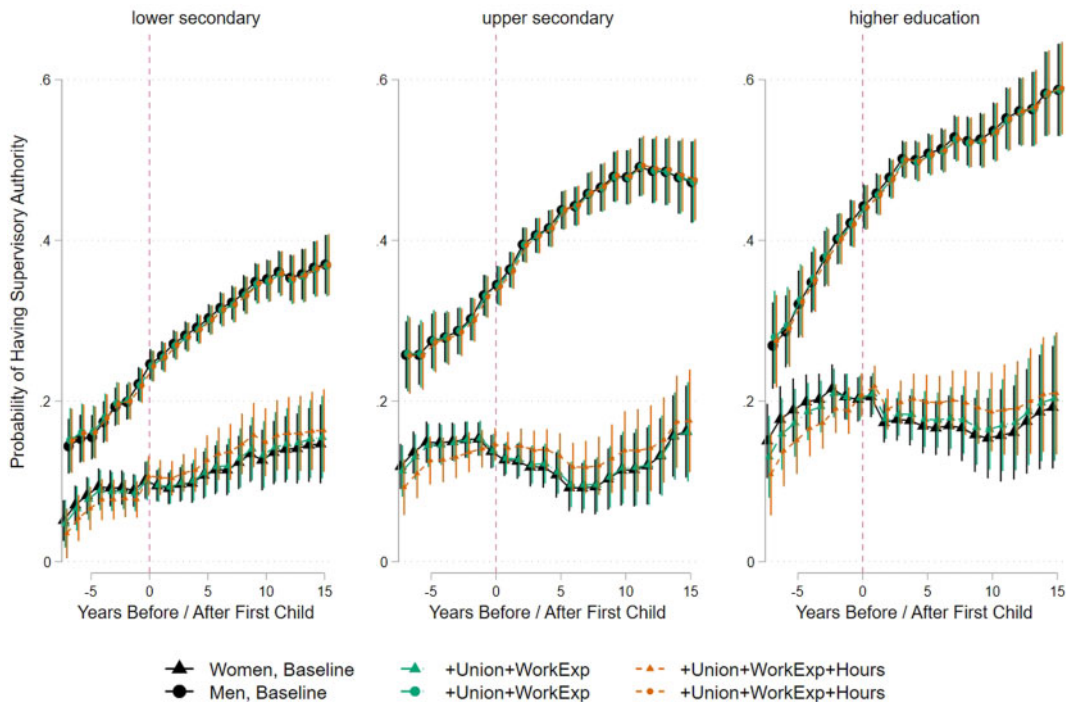 lower secondary
upper secondary
higher education
Probability of Having Supervisory Authority
.6
.4
.2
0
-5 0 5 10 15
Years Before / After First Child
.6
.4
.2
0
-5 0 5 10 15
Years Before / After First Child
.6
.4
.2
0
-5 0 5 10 15
Years Before / After First Child
Women, Baseline +Union+WorkExp +Union+WorkExp+Hours
Men, Baseline +Union+WorkExp +Union+WorkExp+Hours